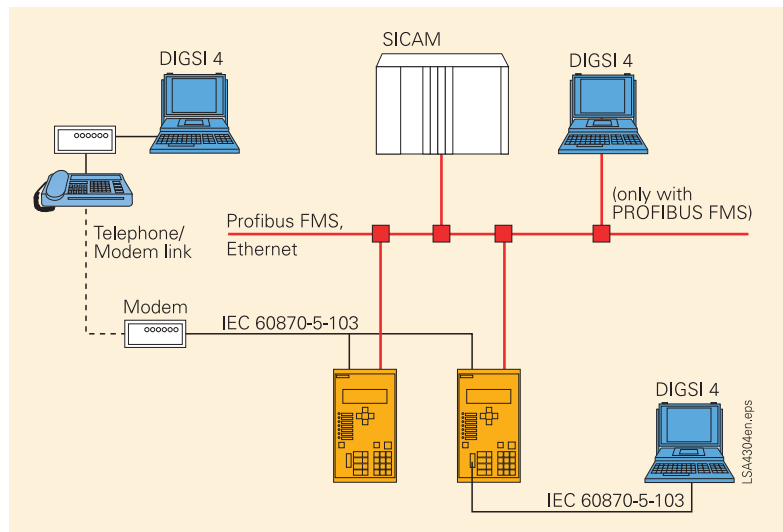 DIGSI 4
SICAM
DIGSI 4
(only with
PROFIBUS FMS)
Profibus FMS,
Ethernet
Telephone/
Modem link
Modem
IEC 60870-5-103
DIGSI 4
LSA4304en.eps
IEC 60870-5-103